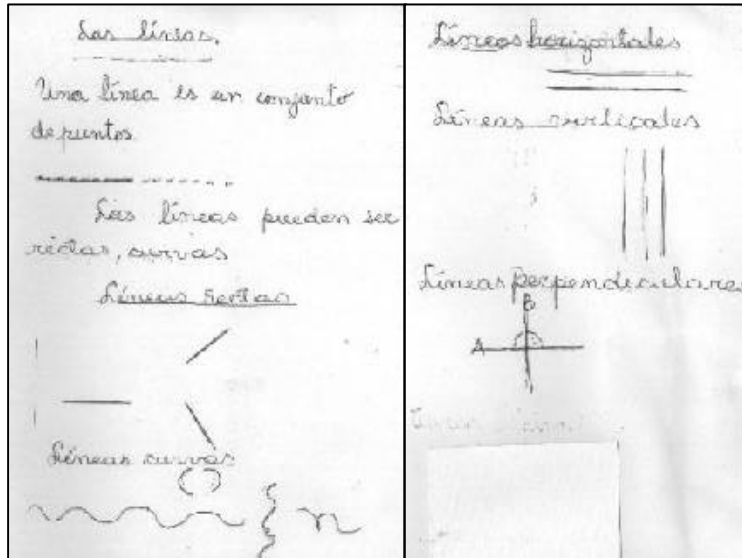 Las líneas.
Una línea es un conjunto
de puntos
Las líneas pueden ser
rectas, curvas
Líneas rectas
Líneas curvas
Líneas horizontales
Líneas verticales
Líneas perpendiculares
B
A